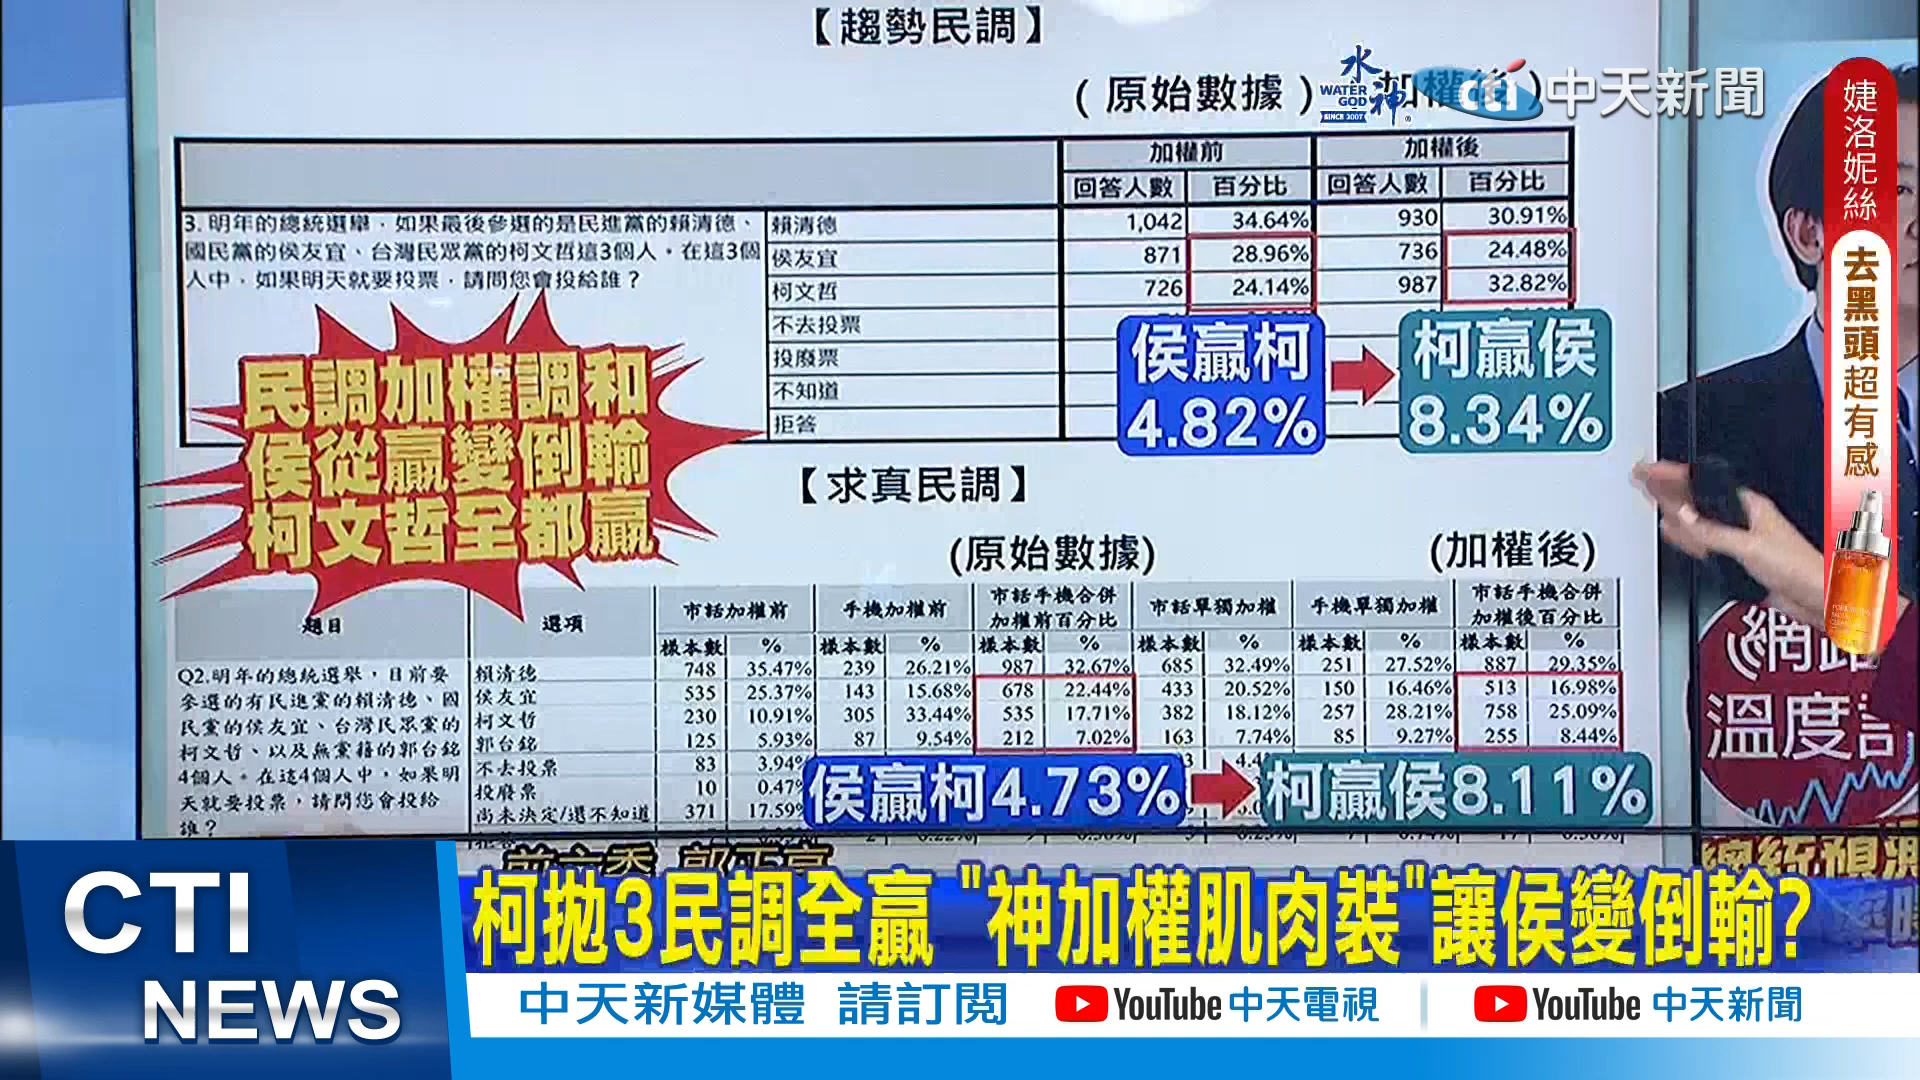 【趨勢民調】
(原始數據)
加權後)
水神
WATER GOD
SINCE 2007
cti 中天新聞
加權前 加權後
回答人數 百分比 回答人數 百分比
3. 明年的總統選舉，如果最後參選的是民進黨的賴清德、
國民黨的侯友宜、台灣民眾黨的柯文哲這3個人。在這3個
人中，如果明天就要投票，請問您會投給誰？
賴清德 1,042 34.64% 930 30.91%
侯友宜 871 28.96% 736 24.48%
柯文哲 726 24.14% 987 32.82%
不去投票
投廢票
不知道
拒答
侯贏柯
4.82%
柯贏侯
8.34%
民調加權調和
侯從贏變倒輸
柯文哲全都贏
【求真民調】
(原始數據)
(加權後)
題目 選項 市話加權前 手機加權前 市話手機合併加權前百分比 市話單獨加權 手機單獨加權 市話手機合併加權後百分比
樣本數 % 樣本數 % 樣本數 % 樣本數 % 樣本數 % 樣本數 %
Q2.明年的總統選舉，目前要
參選的有民進黨的賴清德、國
民黨的侯友宜、台灣民眾黨的
柯文哲、以及無黨籍的郭台銘
4個人。在這4個人中，如果明
天就要投票，請問您會投給
誰？
賴清德 748 35.47% 239 26.21% 987 32.67% 685 32.49% 251 27.52% 887 29.35%
侯友宜 535 25.37% 143 15.68% 678 22.44% 433 20.52% 150 16.46% 513 16.98%
柯文哲 230 10.91% 305 33.44% 535 17.71% 382 18.12% 257 28.21% 758 25.09%
郭台銘 125 5.93% 87 9.54% 212 7.02% 163 7.74% 85 9.27% 255 8.44%
不去投票 83 3.94%
投廢票 10 0.47%
尚未決定/還不知道 371 17.59%
侯贏柯4.73%
柯贏侯8.11%
婕洛妮絲
去黑頭超有感
網路
溫度計
前立委 郭正亮
柯拋3民調全贏 "神加權肌肉裝"讓侯變倒輸?
CTI
NEWS
中天新媒體 請訂閱 YouTube 中天電視 YouTube 中天新聞